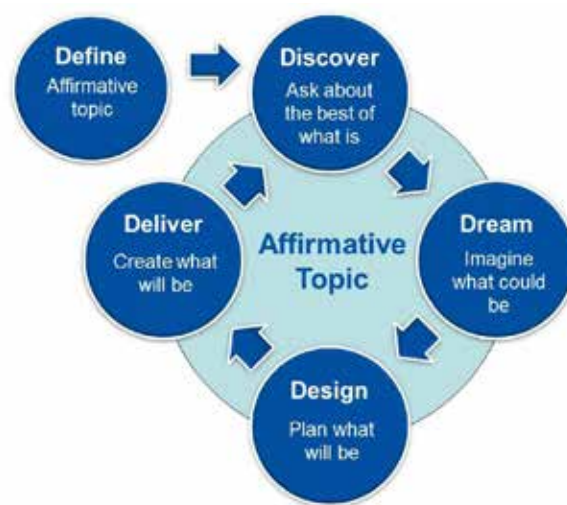 Define
Affirmative
topic
Discover
Ask about
the best of
what is
Dream
Imagine
what could
be
Design
Plan what
will be
Deliver
Create what
will be
Affirmative
Topic